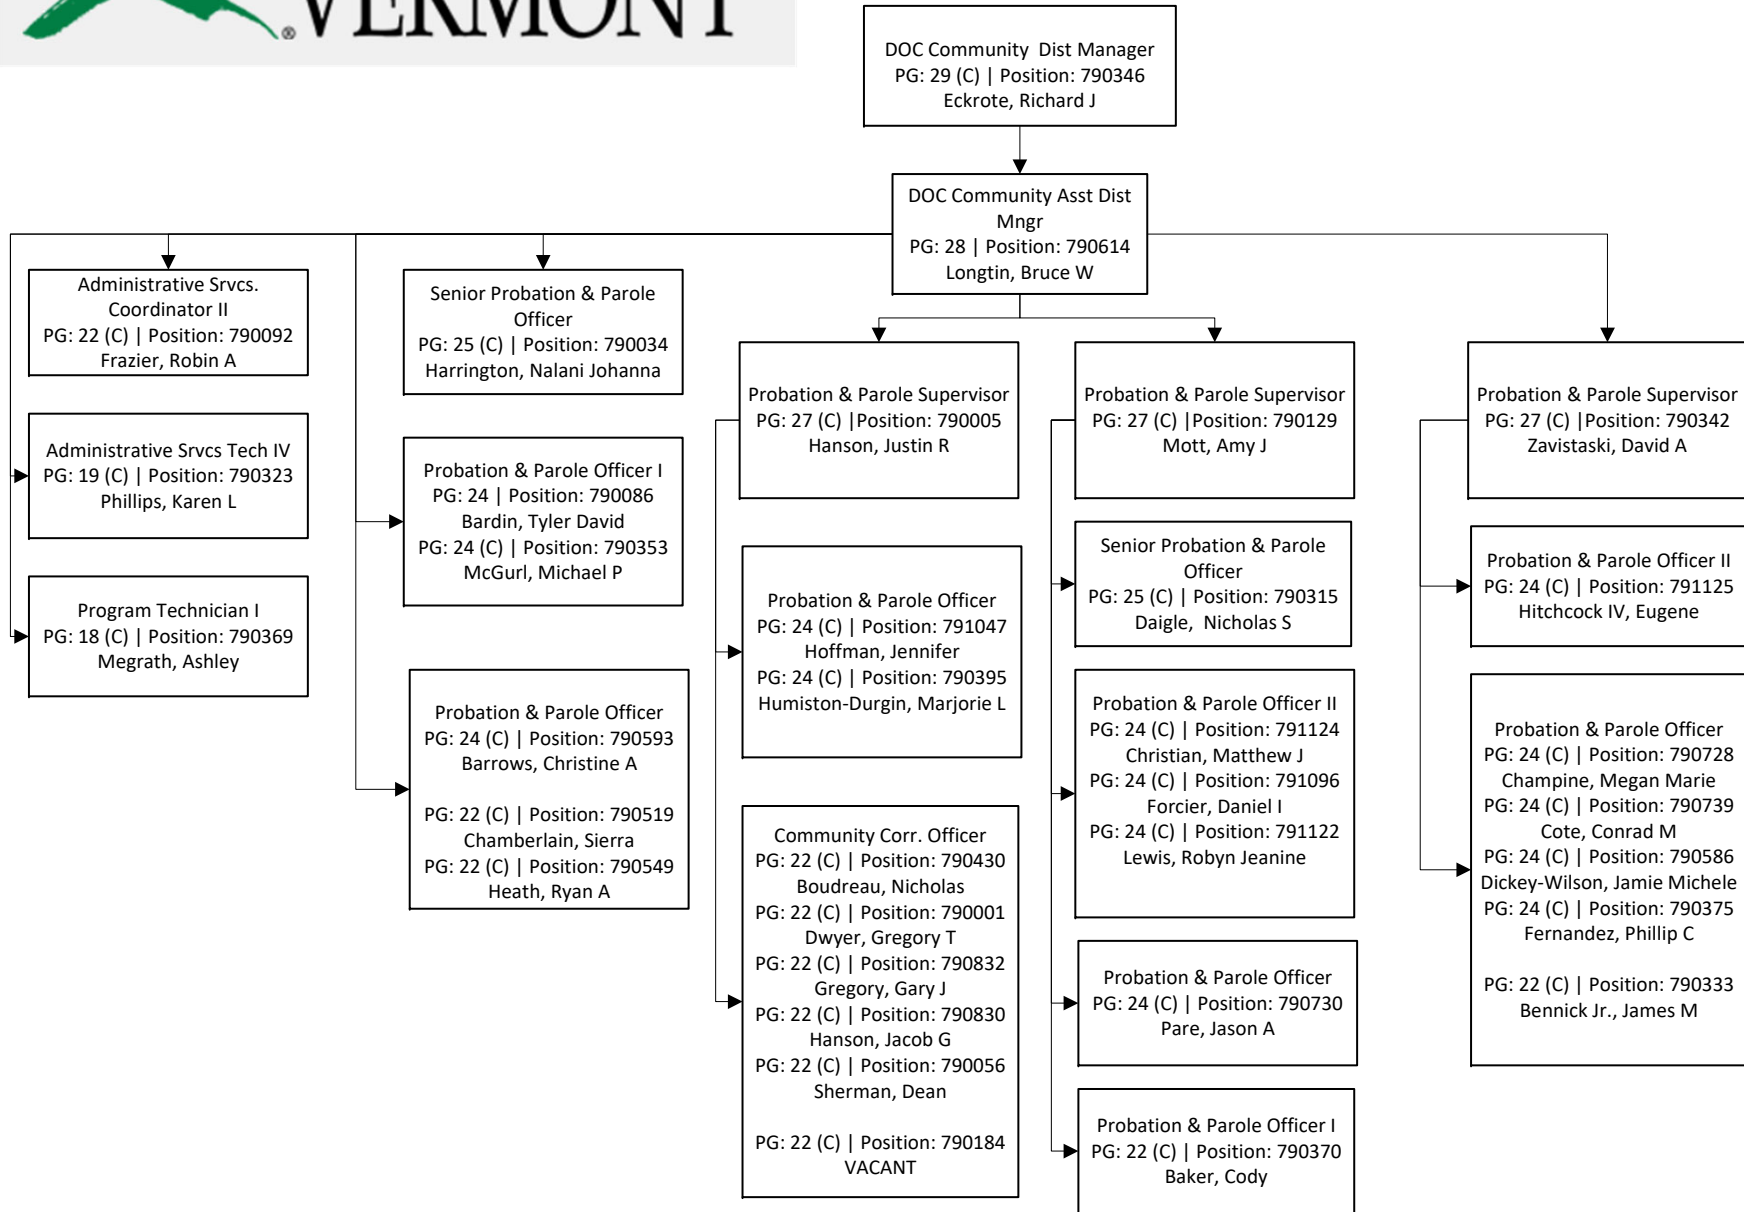 VERMONT
®
DOC Community Dist Manager
PG: 29 (C) | Position: 790346
Eckrote, Richard J
DOC Community Asst Dist
Mngr
PG: 28 | Position: 790614
Longtin, Bruce W
Administrative Srvcs.
Coordinator II
PG: 22 (C) | Position: 790092
Frazier, Robin A
Administrative Srvcs Tech IV
PG: 19 (C) | Position: 790323
Phillips, Karen L
Program Technician I
PG: 18 (C) | Position: 790369
Megrath, Ashley
Senior Probation & Parole
Officer
PG: 25 (C) | Position: 790034
Harrington, Nalani Johanna
Probation & Parole Officer I
PG: 24 | Position: 790086
Bardin, Tyler David
PG: 24 (C) | Position: 790353
McGurl, Michael P
Probation & Parole Officer
PG: 24 (C) | Position: 790593
Barrows, Christine A
PG: 22 (C) | Position: 790519
Chamberlain, Sierra
PG: 22 (C) | Position: 790549
Heath, Ryan A
Probation & Parole Supervisor
PG: 27 (C) |Position: 790005
Hanson, Justin R
Probation & Parole Officer
PG: 24 (C) | Position: 791047
Hoffman, Jennifer
PG: 24 (C) | Position: 790395
Humiston-Durgin, Marjorie L
Community Corr. Officer
PG: 22 (C) | Position: 790430
Boudreau, Nicholas
PG: 22 (C) | Position: 790001
Dwyer, Gregory T
PG: 22 (C) | Position: 790832
Gregory, Gary J
PG: 22 (C) | Position: 790830
Hanson, Jacob G
PG: 22 (C) | Position: 790056
Sherman, Dean
PG: 22 (C) | Position: 790184
VACANT
Probation & Parole Supervisor
PG: 27 (C) |Position: 790129
Mott, Amy J
Senior Probation & Parole
Officer
PG: 25 (C) | Position: 790315
Daigle, Nicholas S
Probation & Parole Officer II
PG: 24 (C) | Position: 791124
Christian, Matthew J
PG: 24 (C) | Position: 791096
Forcier, Daniel I
PG: 24 (C) | Position: 791122
Lewis, Robyn Jeanine
Probation & Parole Officer
PG: 24 (C) | Position: 790730
Pare, Jason A
Probation & Parole Officer I
PG: 22 (C) | Position: 790370
Baker, Cody
Probation & Parole Supervisor
PG: 27 (C) |Position: 790342
Zavistaski, David A
Probation & Parole Officer II
PG: 24 (C) | Position: 791125
Hitchcock IV, Eugene
Probation & Parole Officer
PG: 24 (C) | Position: 790728
Champine, Megan Marie
PG: 24 (C) | Position: 790739
Cote, Conrad M
PG: 24 (C) | Position: 790586
Dickey-Wilson, Jamie Michele
PG: 24 (C) | Position: 790375
Fernandez, Phillip C
PG: 22 (C) | Position: 790333
Bennick Jr., James M